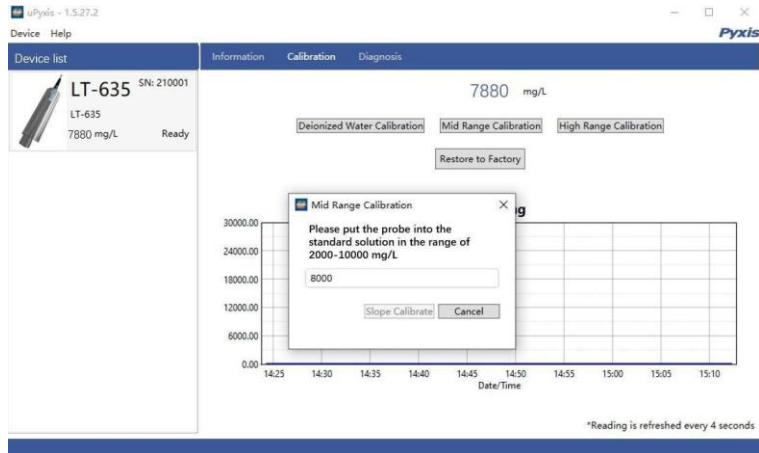 uPyxis - 1.5.27.2
Device Help
Pyxis
Device list
Information Calibration Diagnosis
LT-635 SN: 210001
LT-635
7880 mg/L Ready
7880 mg/L
Deionized Water Calibration Mid Range Calibration High Range Calibration
Restore to Factory
Mid Range Calibration
Please put the probe into the
standard solution in the range of
2000-10000 mg/L
8000
Slope Calibrate Cancel
30000.00
24000.00
18000.00
12000.00
6000.00
0.00
14:25 14:30 14:35 14:40 14:45 14:50 14:55 15:00 15:05 15:10
Date/Time
*Reading is refreshed every 4 seconds